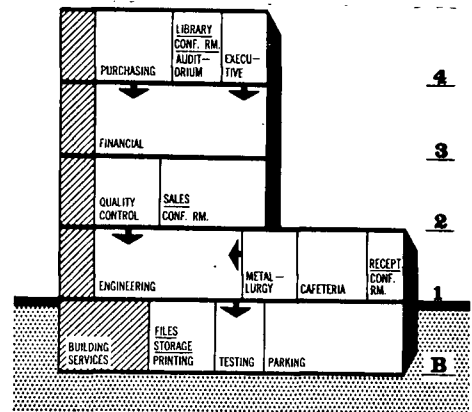 LIBRARY
CONF. RM.
AUDIT-
ORIUM
EXECU-
TIVE
PURCHASING
4
FINANCIAL
3
QUALITY
CONTROL
SALES
CONF. RM.
2
ENGINEERING
METAL-
LURGY
CAFETERIA
RECEPT.
CONF.
RM.
1
BUILDING
SERVICES
FILES
STORAGE
PRINTING
TESTING
PARKING
B